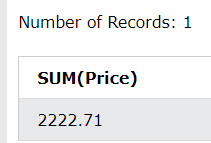 Number of Records: 1
SUM(Price)
2222.71